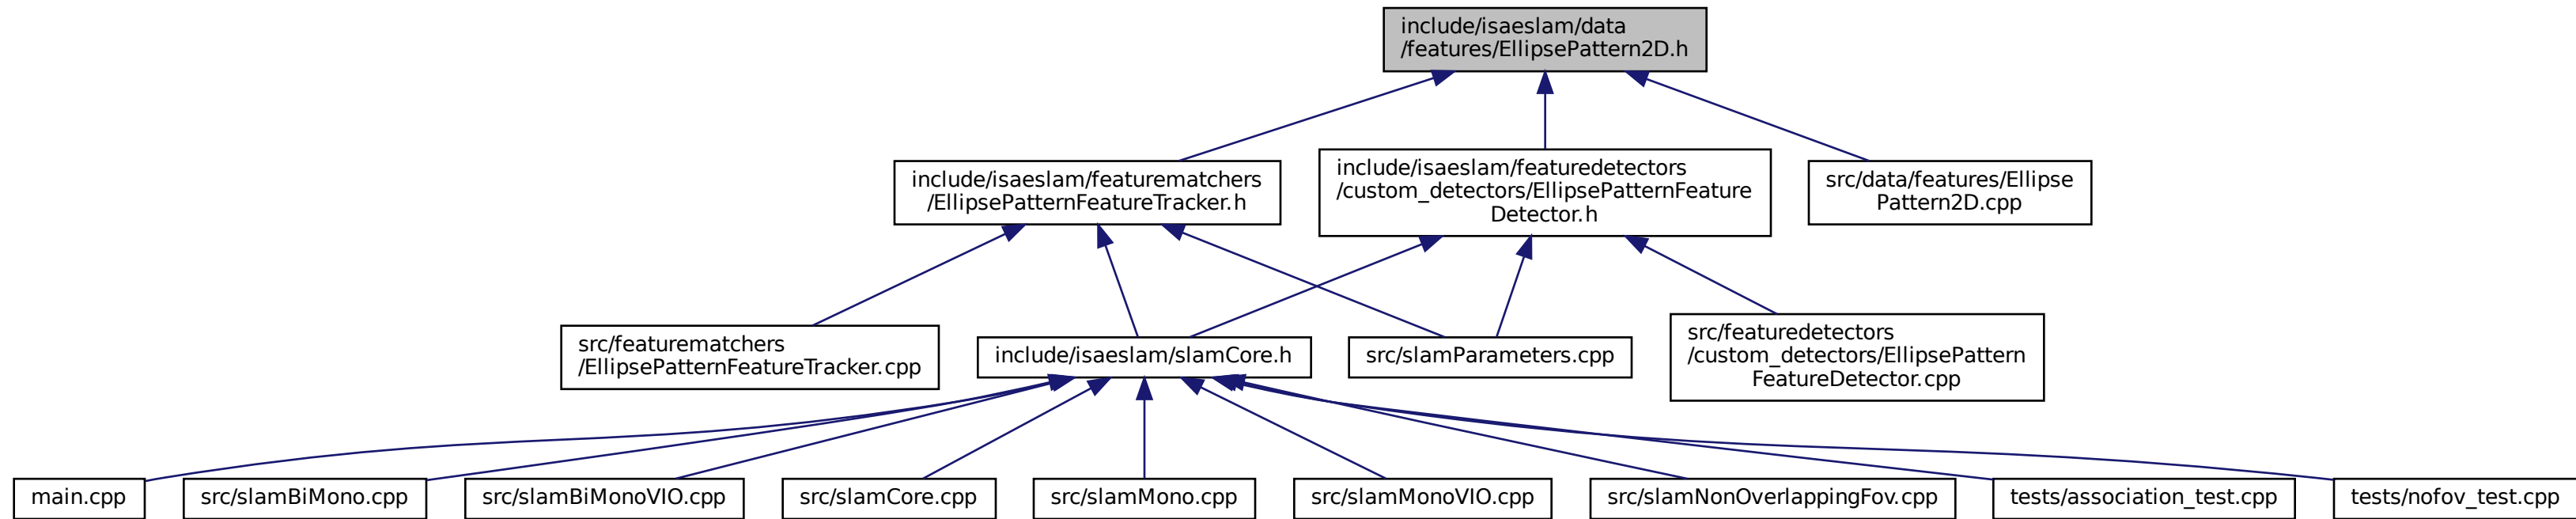 include/isaeslam/data
/features/EllipsePattern2D.h
include/isaeslam/featurematchers
/EllipsePatternFeatureTracker.h
include/isaeslam/featuredetectors
/custom_detectors/EllipsePatternFeature
Detector.h
src/data/features/Ellipse
Pattern2D.cpp
src/featurematchers
/EllipsePatternFeatureTracker.cpp
include/isaeslam/slamCore.h
src/slamParameters.cpp
src/featuredetectors
/custom_detectors/EllipsePattern
FeatureDetector.cpp
main.cpp
src/slamBiMono.cpp
src/slamBiMonoVIO.cpp
src/slamCore.cpp
src/slamMono.cpp
src/slamMonoVIO.cpp
src/slamNonOverlappingFov.cpp
tests/association_test.cpp
tests/nofov_test.cpp